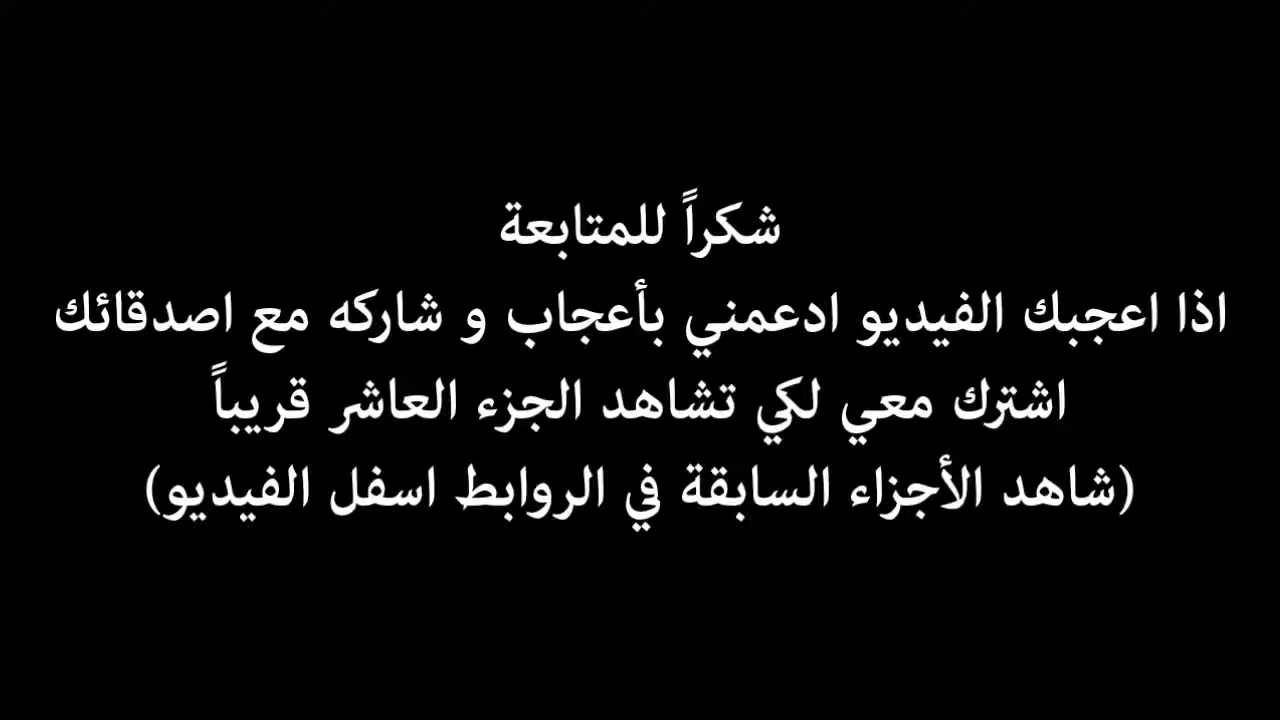 شكراً للمتابعة
اذا اعجبك الفيديو ادعمني بأعجاب و شاركه مع اصدقائك
اشترك معي لكي تشاهد الجزء العاشر قريباً
(شاهد الأجزاء السابقة في الروابط اسفل الفيديو)